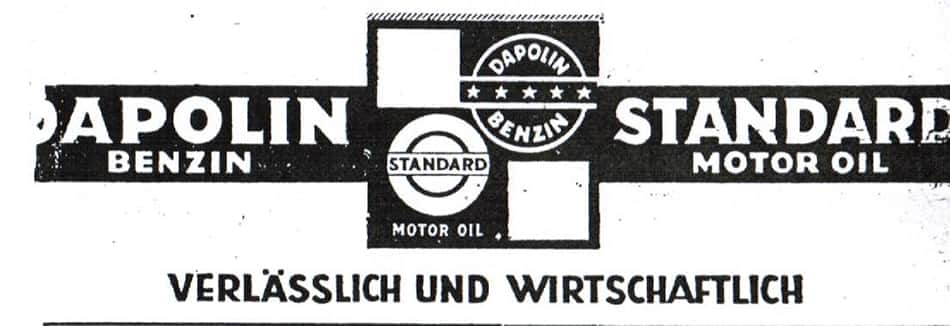 DAPOLIN
BENZIN
DAPOLIN
BENZIN
STANDARD
MOTOR OIL
STANDARD
MOTOR OIL
VERLÄSSLICH UND WIRTSCHAFTLICH